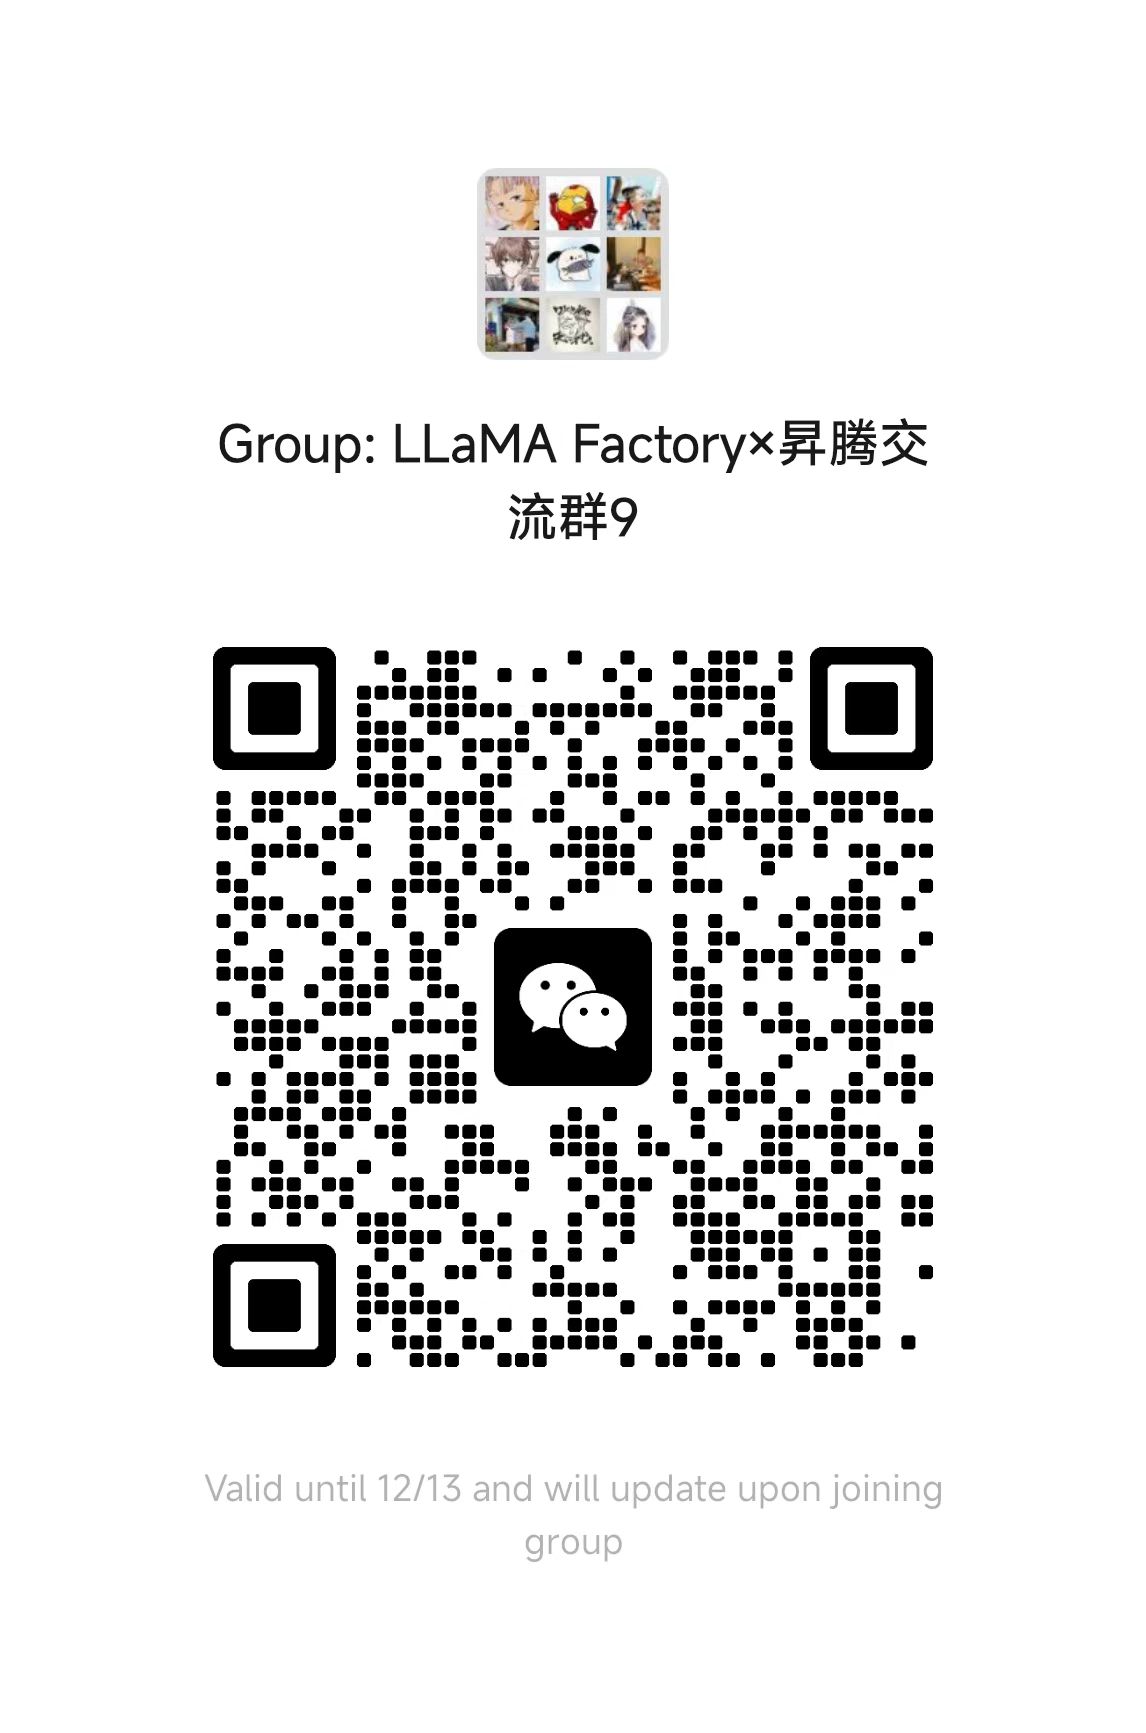 Group: LLaMA Factory×昇腾交
流群9
Valid until 12/13 and will update upon joining
group